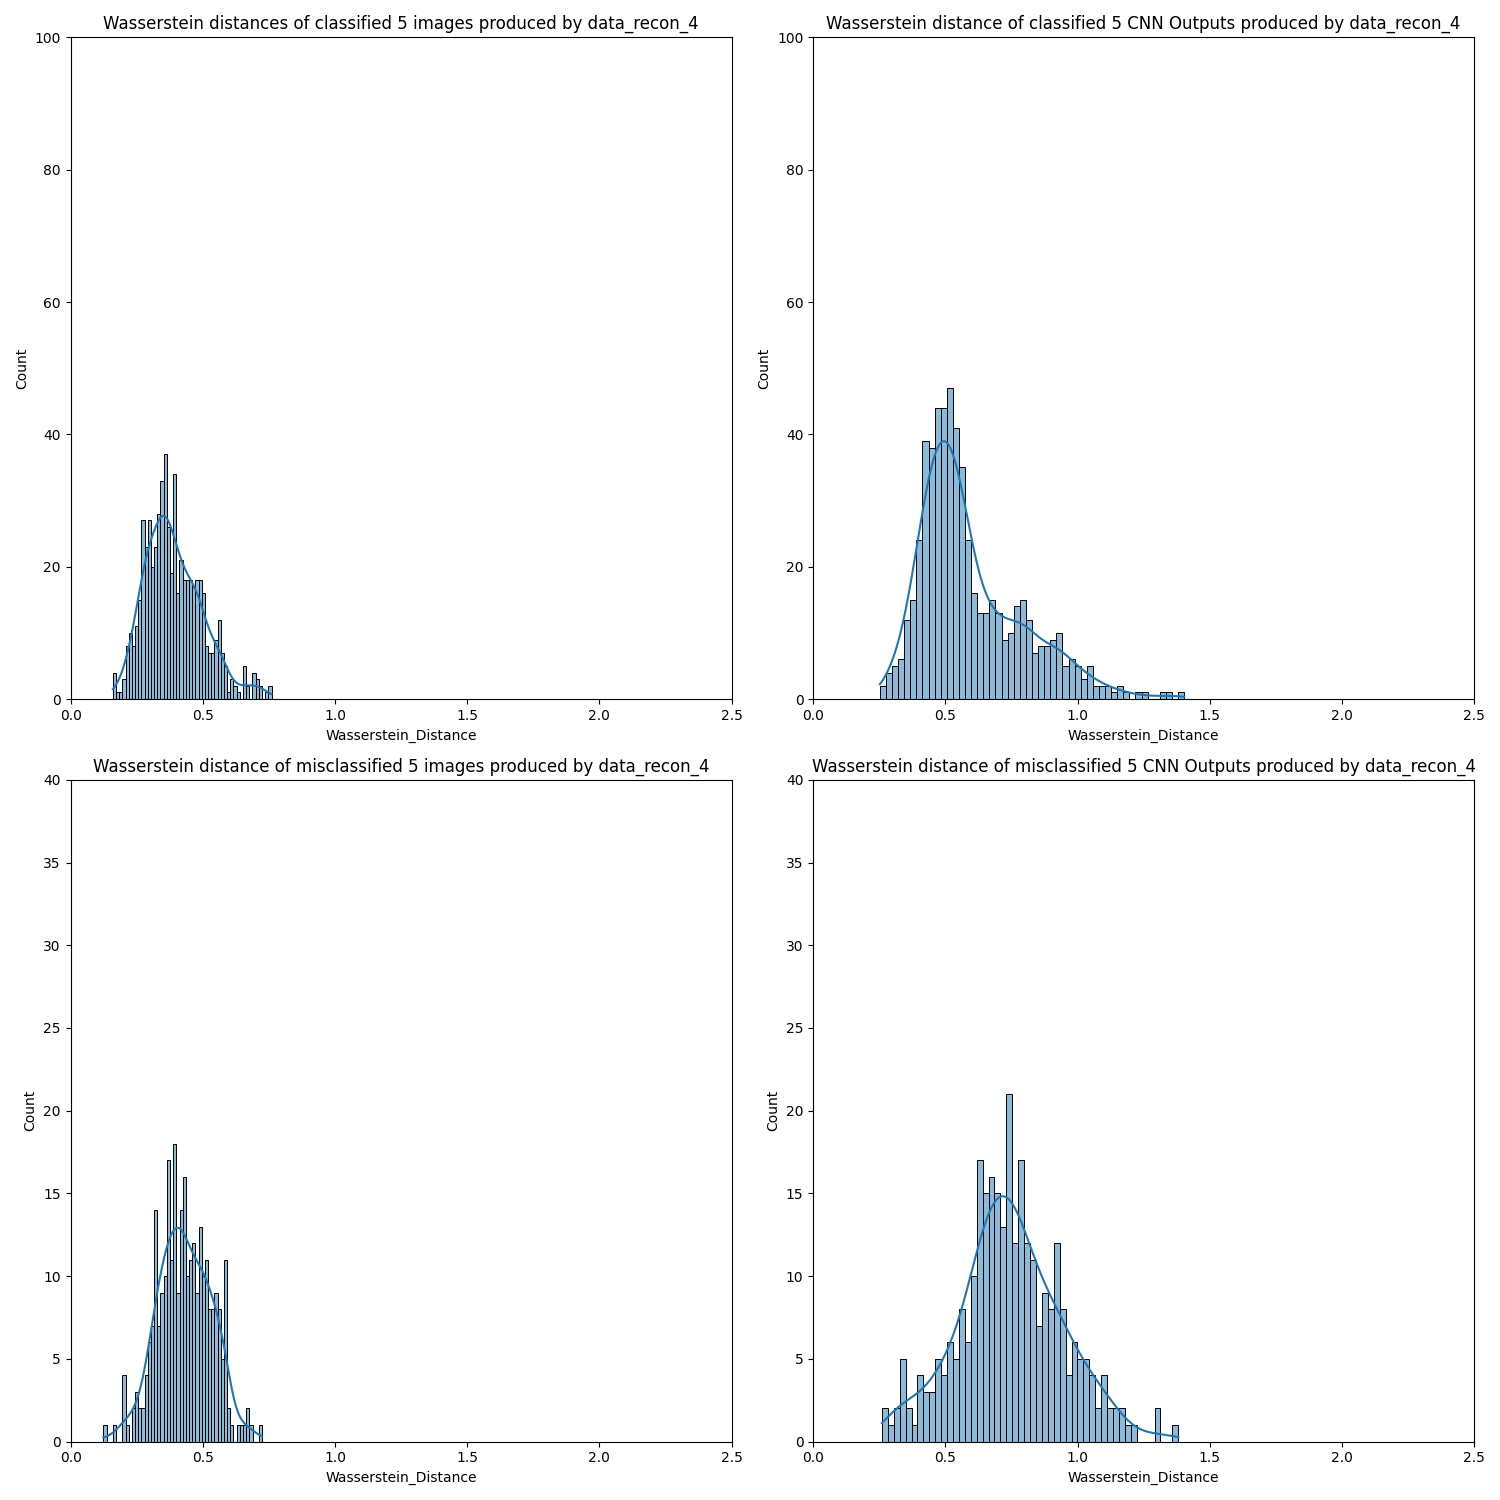 Wasserstein distances of classified 5 images produced by data_recon_4
100
80
60
40
20
0
Count
0.0 0.5 1.0 1.5 2.0 2.5
Wasserstein_Distance
Wasserstein distance of classified 5 CNN Outputs produced by data_recon_4
100
80
60
40
20
0
Count
0.0 0.5 1.0 1.5 2.0 2.5
Wasserstein_Distance
Wasserstein distance of misclassified 5 images produced by data_recon_4
40
35
30
25
20
15
10
5
0
Count
0.0 0.5 1.0 1.5 2.0 2.5
Wasserstein_Distance
Wasserstein distance of misclassified 5 CNN Outputs produced by data_recon_4
40
35
30
25
20
15
10
5
0
Count
0.0 0.5 1.0 1.5 2.0 2.5
Wasserstein_Distance